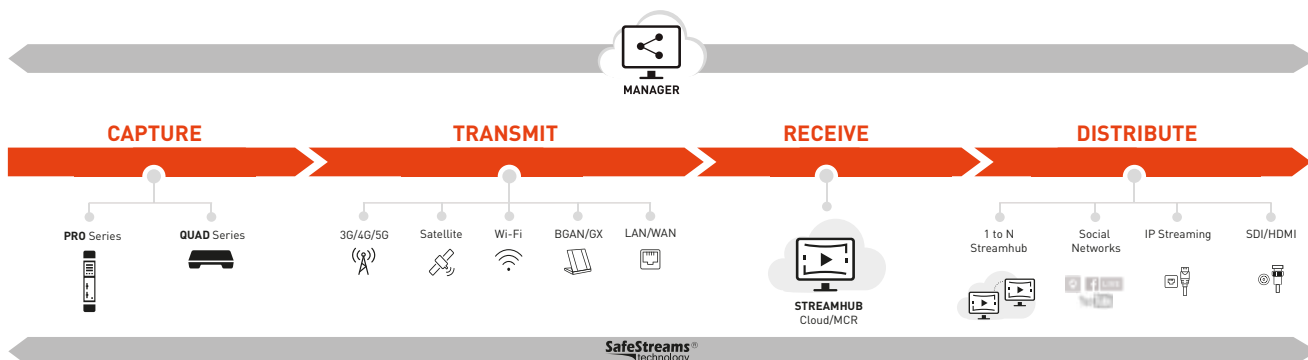 MANAGER
CAPTURE
TRANSMIT
RECEIVE
DISTRIBUTE
PRO Series
QUAD Series
3G/4G/5G
Satellite
Wi-Fi
BGAN/GX
LAN/WAN
STREAMHUB
Cloud/MCR
1 to N
Streamhub
Social
Networks
IP Streaming
SDI/HDMI
SafeStreams®
technology